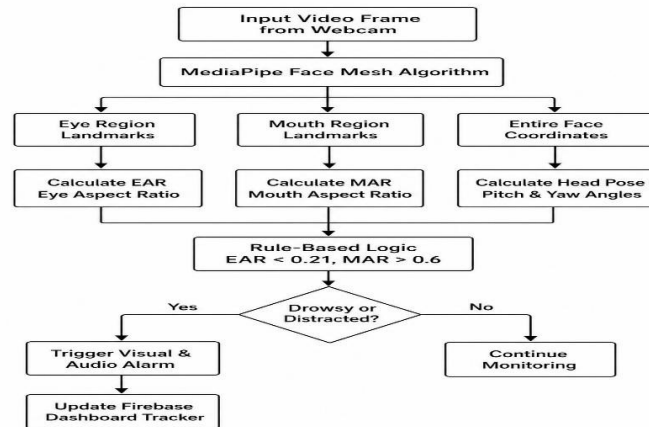 Input Video Frame
from Webcam
MediaPipe Face Mesh Algorithm
Eye Region
Landmarks
Mouth Region
Landmarks
Entire Face
Coordinates
Calculate EAR
Eye Aspect Ratio
Calculate MAR
Mouth Aspect Ratio
Calculate Head Pose
Pitch & Yaw Angles
Rule-Based Logic
EAR < 0.21, MAR > 0.6
Drowsy or
Distracted?
Yes
No
Trigger Visual &
Audio Alarm
Continue
Monitoring
Update Firebase
Dashboard Tracker